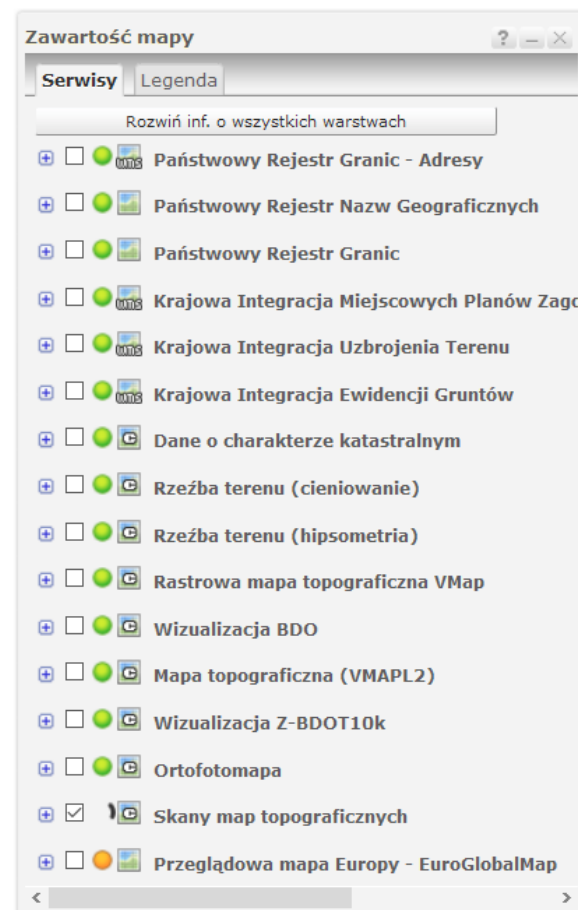 Zawartość mapy
Serwisy Legenda
Rozwiń inf. o wszystkich warstwach
Państwowy Rejestr Granic - Adresy
Państwowy Rejestr Nazw Geograficznych
Państwowy Rejestr Granic
Krajowa Integracja Miejscowych Planów Zago
Krajowa Integracja Uzbrojenia Terenu
Krajowa Integracja Ewidencji Gruntów
Dane o charakterze katastralnym
Rzeźba terenu (cieniowanie)
Rzeźba terenu (hipsometria)
Rastrowa mapa topograficzna VMap
Wizualizacja BDO
Mapa topograficzna (VMAPL2)
Wizualizacja Z-BDOT10k
Ortofotomapa
Skany map topograficznych
Przeglądowa mapa Europy - EuroGlobalMap